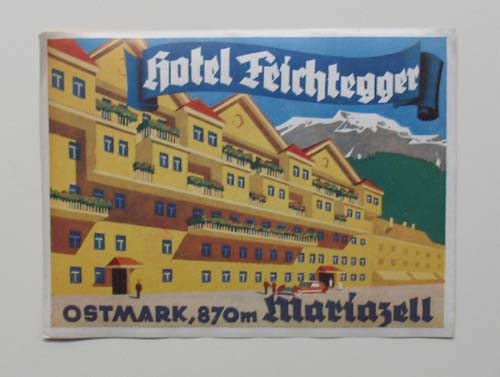 Hotel Feichtegger
OSTMARK, 870m Mariazell